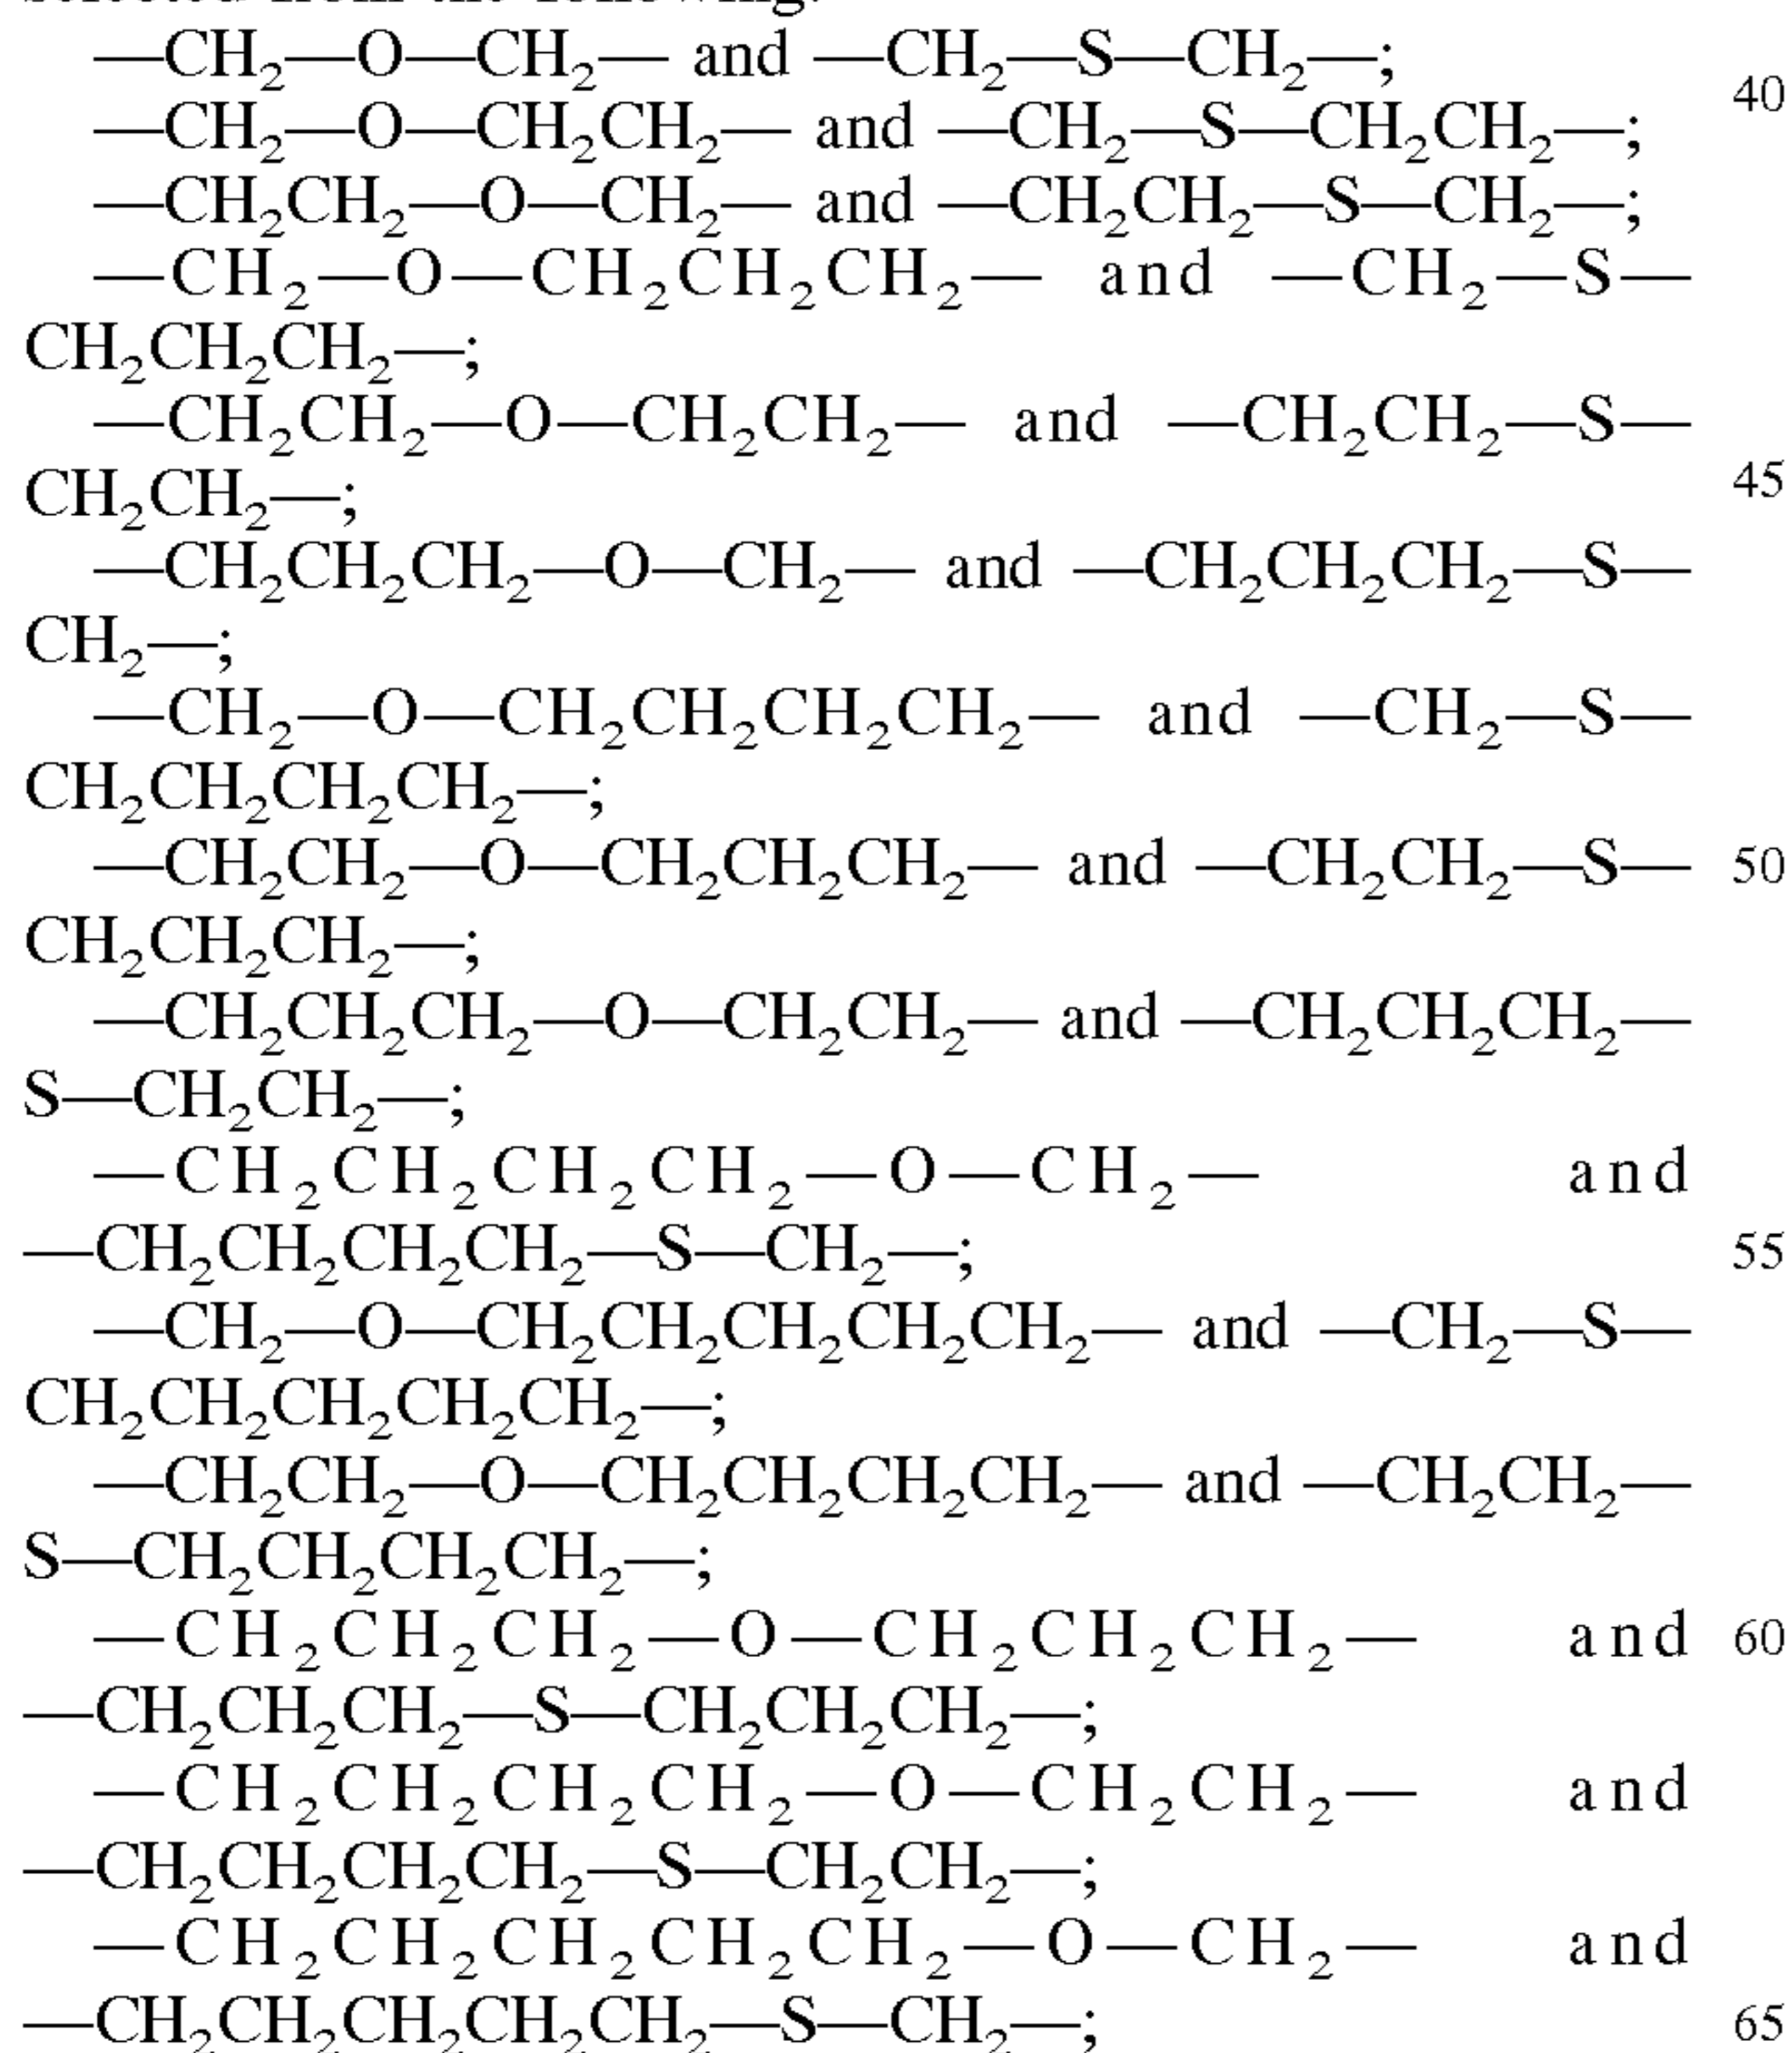 selected from the following:
—CH₂—O—CH₂— and —CH₂—S—CH₂—;
40
—CH₂—O—CH₂CH₂— and —CH₂—S—CH₂CH₂—;
—CH₂CH₂—O—CH₂— and —CH₂CH₂—S—CH₂—;
—CH₂—O—CH₂CH₂CH₂— and —CH₂—S—
CH₂CH₂CH₂—;
—CH₂CH₂—O—CH₂CH₂— and —CH₂CH₂—S—
CH₂CH₂—; 45
—CH₂CH₂CH₂—O—CH₂— and —CH₂CH₂CH₂—S—
CH₂—;
—CH₂—O—CH₂CH₂CH₂CH₂— and —CH₂—S—
CH₂CH₂CH₂CH₂—;
—CH₂CH₂—O—CH₂CH₂CH₂— and —CH₂CH₂—S— 50
CH₂CH₂CH₂—;
—CH₂CH₂CH₂—O—CH₂CH₂— and —CH₂CH₂CH₂—
S—CH₂CH₂—;
—CH₂CH₂CH₂CH₂—O—CH₂— and
—CH₂CH₂CH₂CH₂—S—CH₂—; 55
—CH₂—O—CH₂CH₂CH₂CH₂CH₂— and —CH₂—S—
CH₂CH₂CH₂CH₂CH₂—;
—CH₂CH₂—O—CH₂CH₂CH₂CH₂— and —CH₂CH₂—
S—CH₂CH₂CH₂CH₂—;
—CH₂CH₂CH₂—O—CH₂CH₂CH₂— and 60
—CH₂CH₂CH₂—S—CH₂CH₂CH₂—;
—CH₂CH₂CH₂CH₂—O—CH₂CH₂— and
—CH₂CH₂CH₂CH₂—S—CH₂CH₂—;
—CH₂CH₂CH₂CH₂CH₂—O—CH₂— and
—CH₂CH₂CH₂CH₂CH₂—S—CH₂—; 65